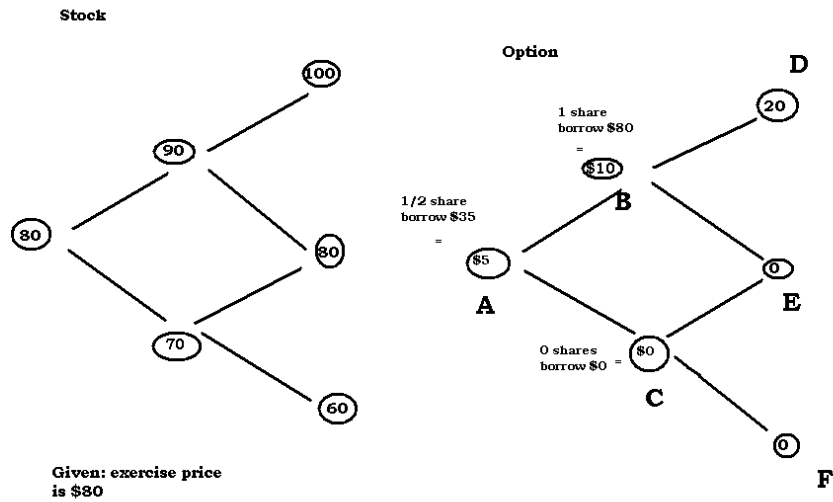 Stock
100
90
80
80
70
60
Given: exercise price
is $80
Option
D
20
1 share
borrow $80
=
$10
B
1/2 share
borrow $35
=
$5
A
0
E
0 shares
borrow $0 =
$0
C
0
F